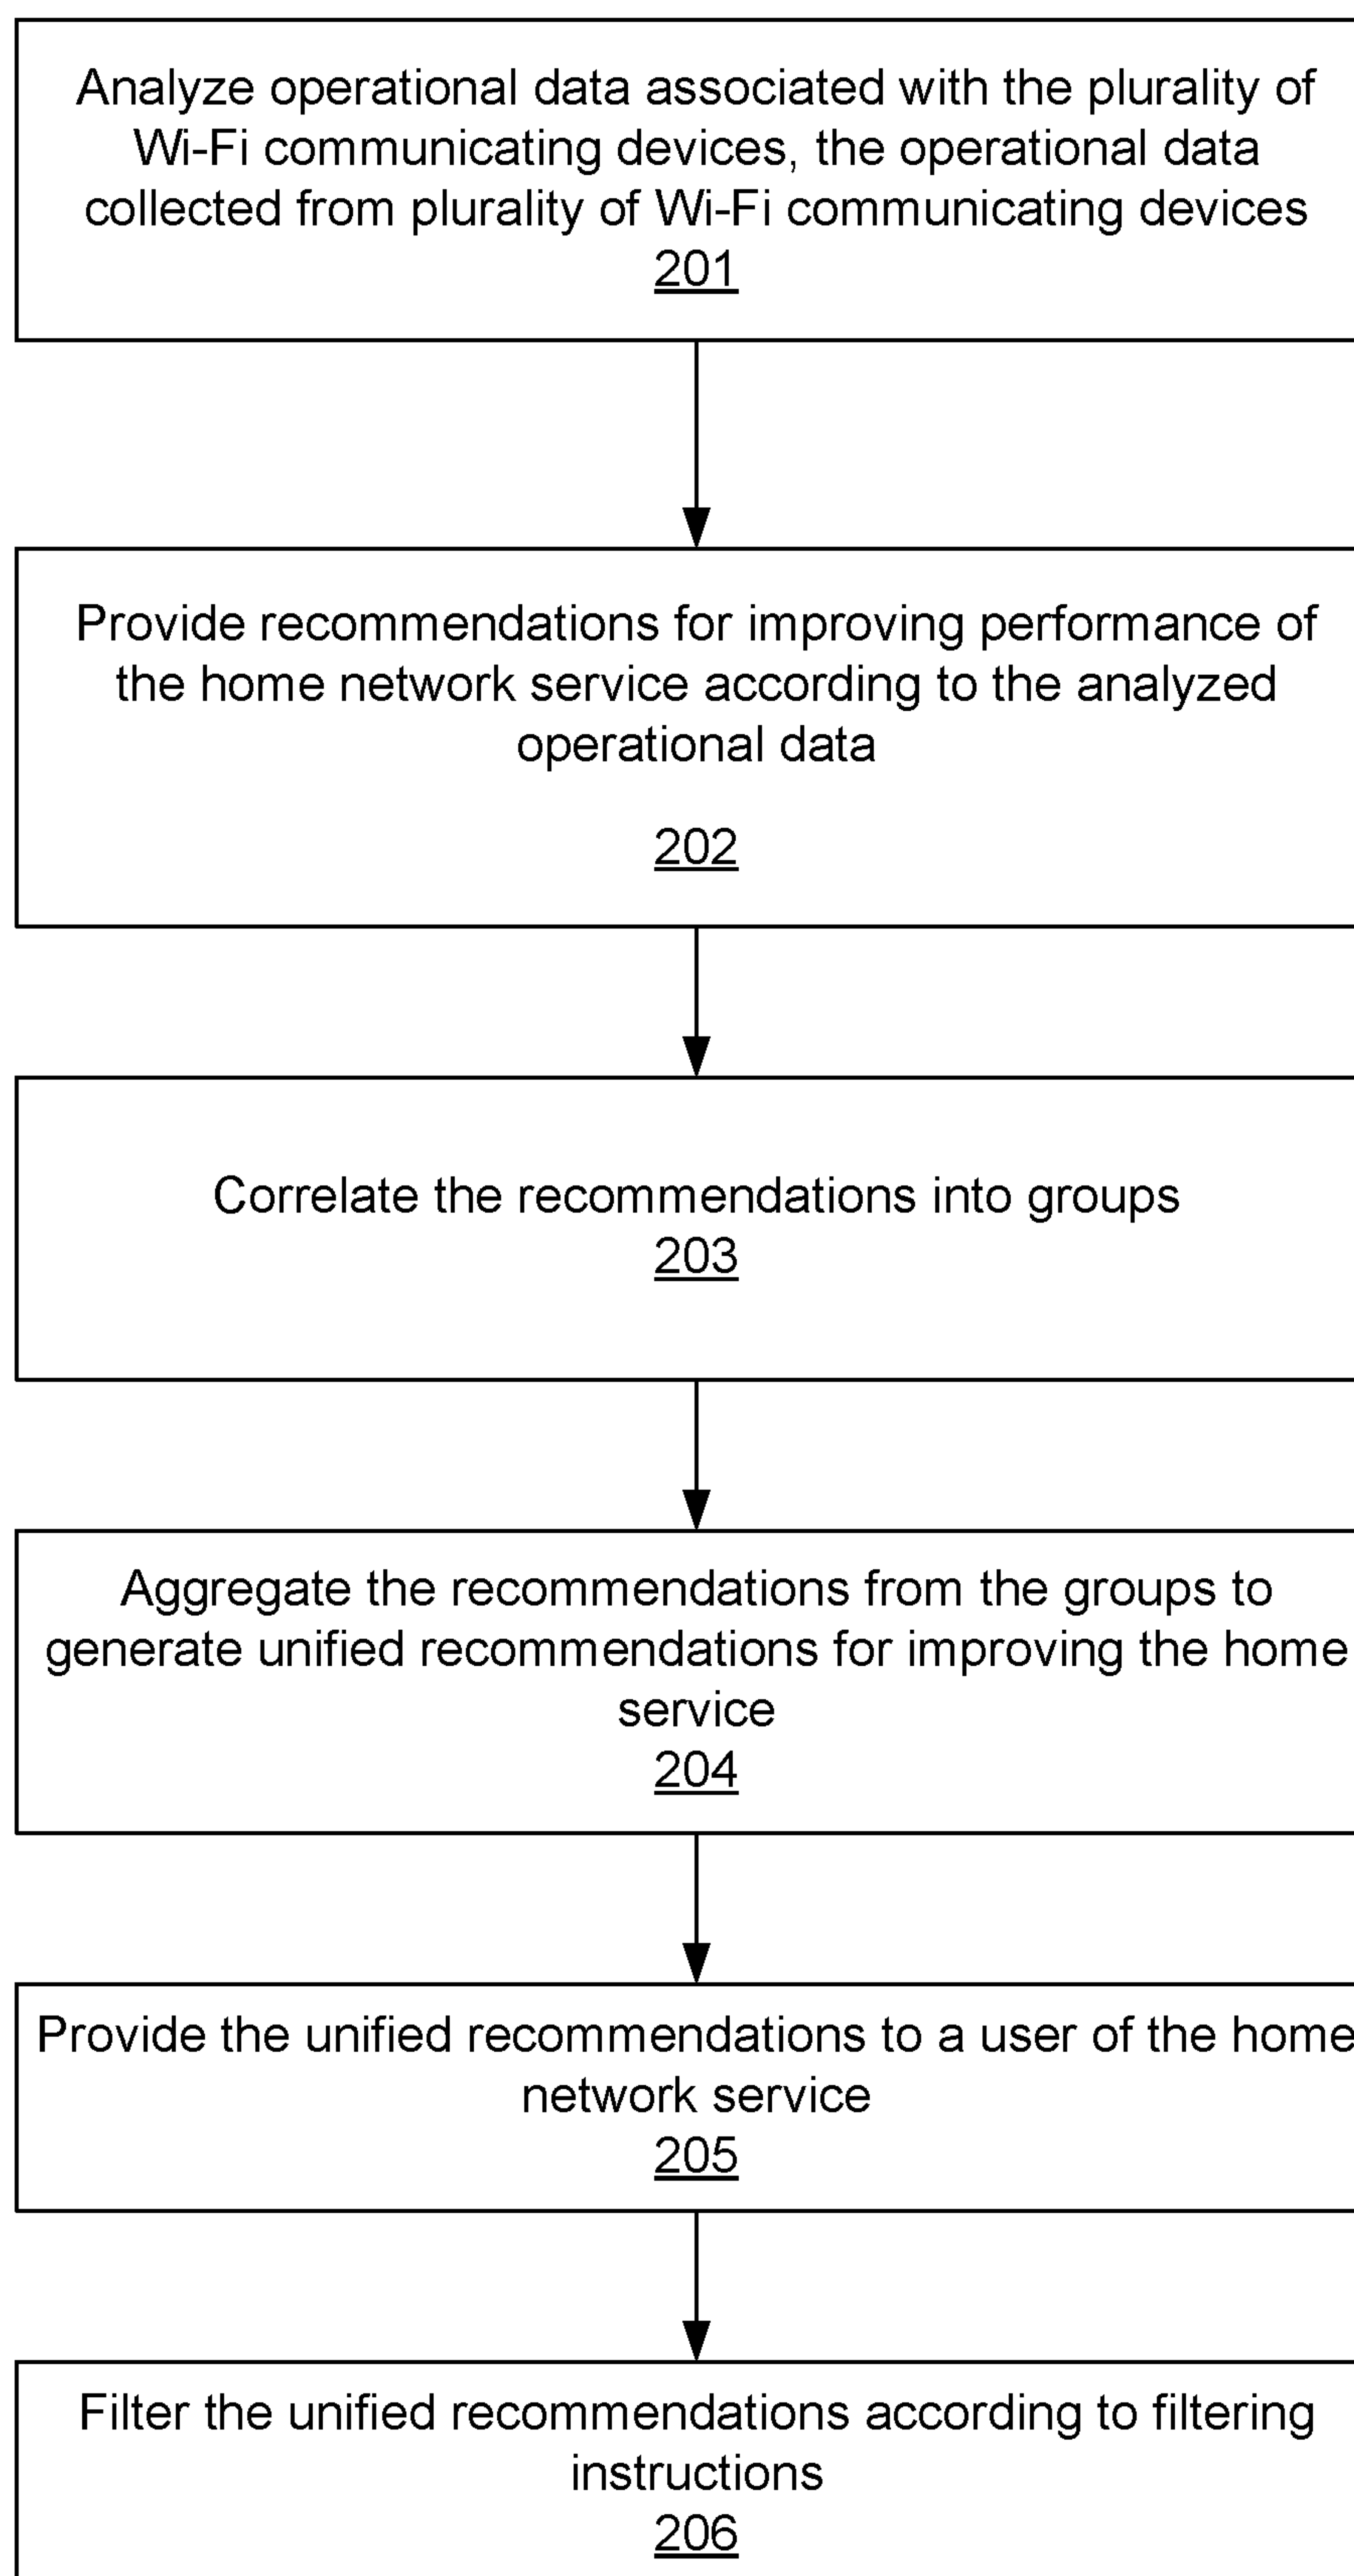 Analyze operational data associated with the plurality of
Wi-Fi communicating devices, the operational data
collected from plurality of Wi-Fi communicating devices
201
Provide recommendations for improving performance of
the home network service according to the analyzed
operational data
202
Correlate the recommendations into groups
203
Aggregate the recommendations from the groups to
generate unified recommendations for improving the home
service
204
Provide the unified recommendations to a user of the home
network service
205
Filter the unified recommendations according to filtering
instructions
206